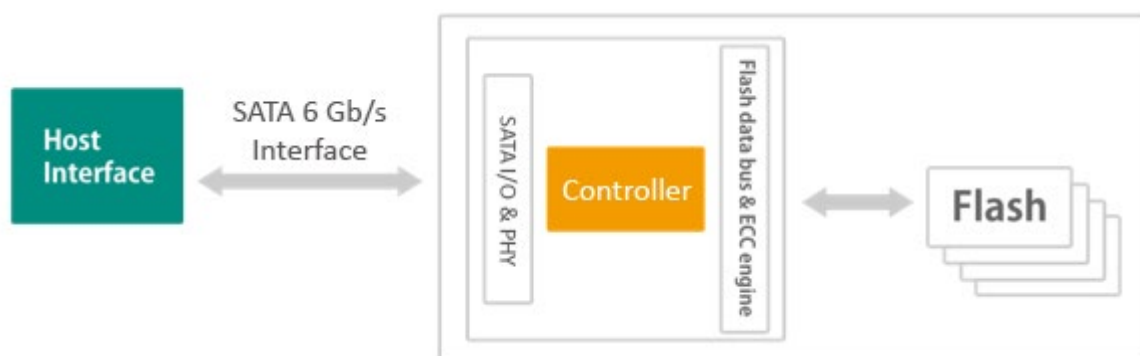 Host
Interface
SATA 6 Gb/s
Interface
SATA I/O & PHY
Controller
Flash data bus & ECC engine
Flash